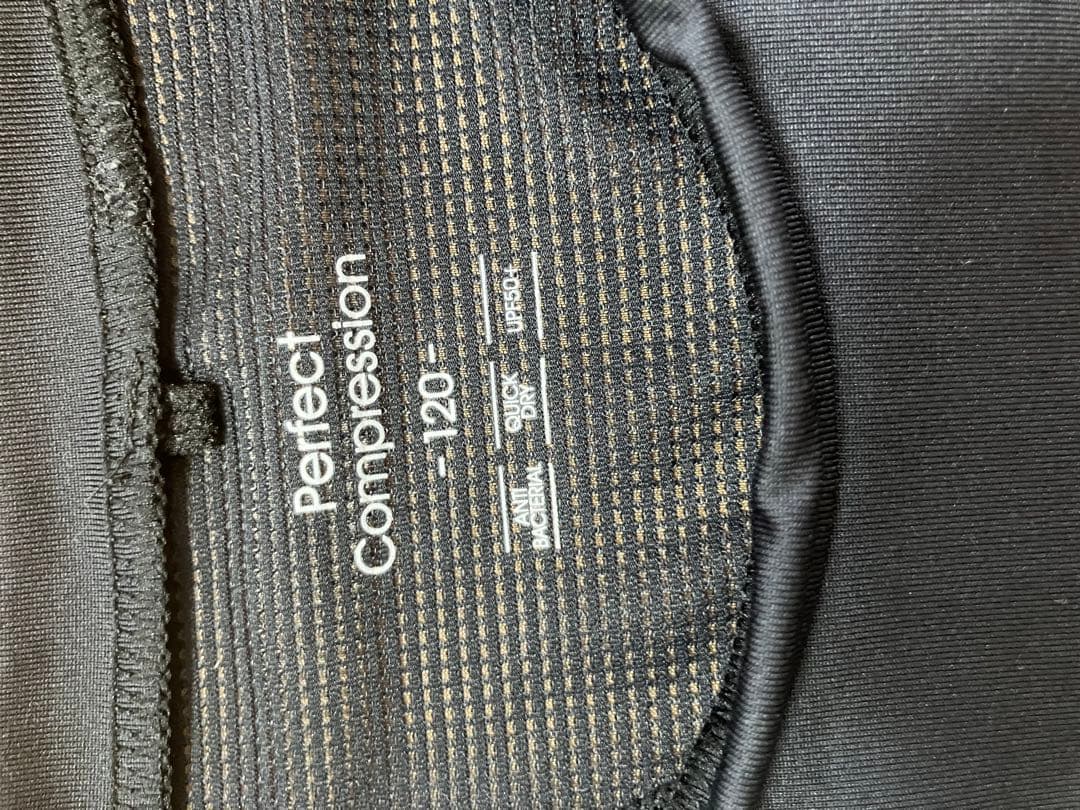 Perfect
Compression
- 120 -
ANTI
BACTERIAL
QUICK
DRY
UPF50+